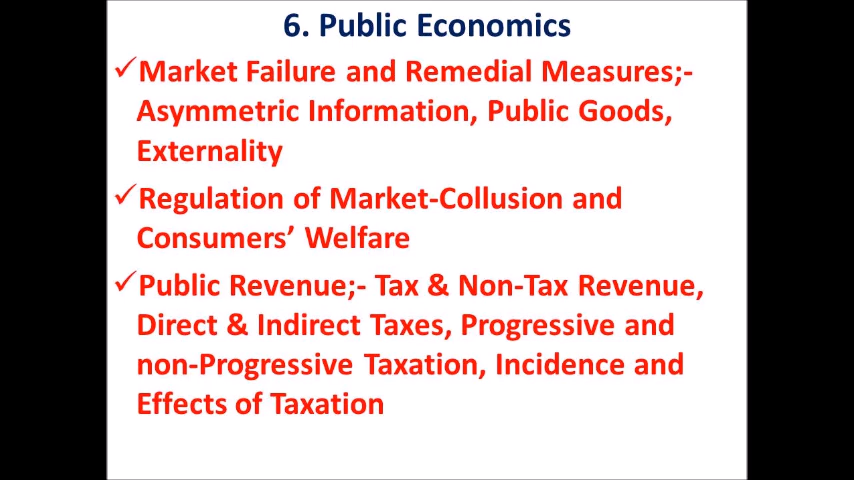 6. Public Economics
✓Market Failure and Remedial Measures;-
Asymmetric Information, Public Goods,
Externality
✓Regulation of Market-Collusion and
Consumers’ Welfare
✓Public Revenue;- Tax & Non-Tax Revenue,
Direct & Indirect Taxes, Progressive and
non-Progressive Taxation, Incidence and
Effects of Taxation